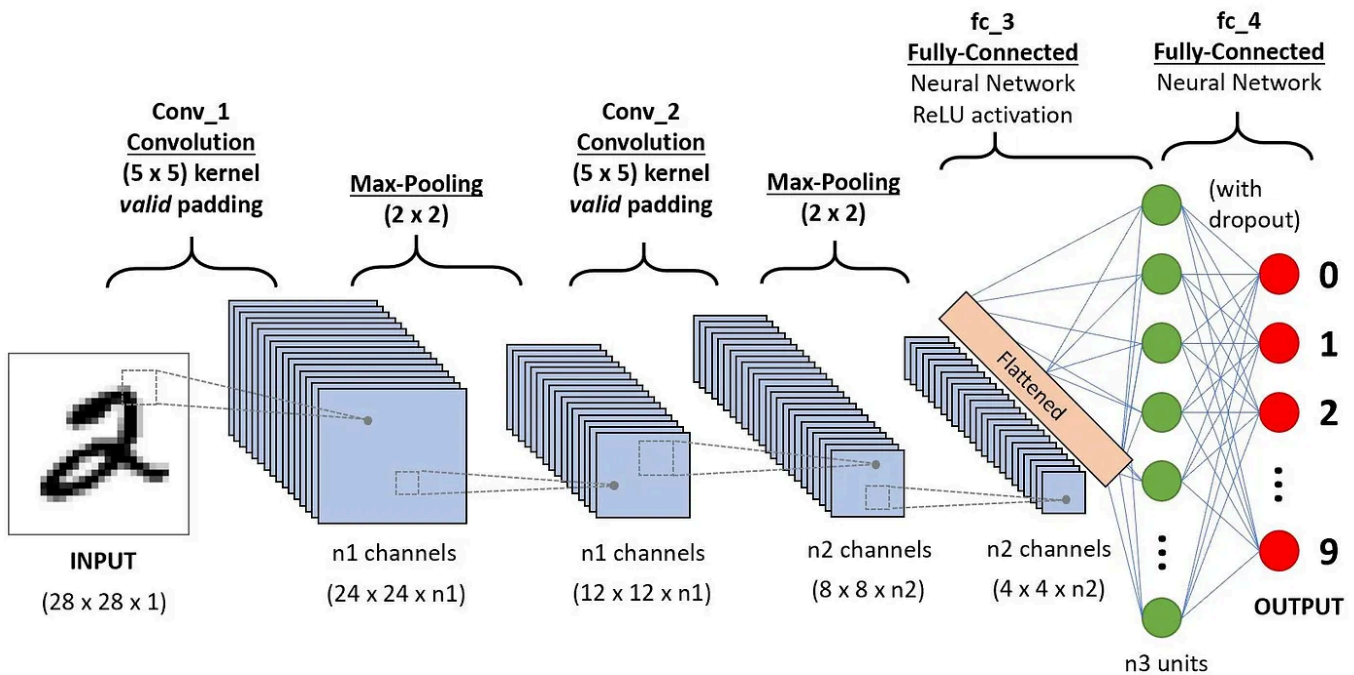 fc_3
Fully-Connected
Neural Network
ReLU activation
fc_4
Fully-Connected
Neural Network
Conv_1
Convolution
(5 x 5) kernel
valid padding
Max-Pooling
(2 x 2)
Conv_2
Convolution
(5 x 5) kernel
valid padding
Max-Pooling
(2 x 2)
(with
dropout)
Flattened
0
1
2
9
INPUT
(28 x 28 x 1)
n1 channels
(24 x 24 x n1)
n1 channels
(12 x 12 x n1)
n2 channels
(8 x 8 x n2)
n2 channels
(4 x 4 x n2)
OUTPUT
n3 units
2